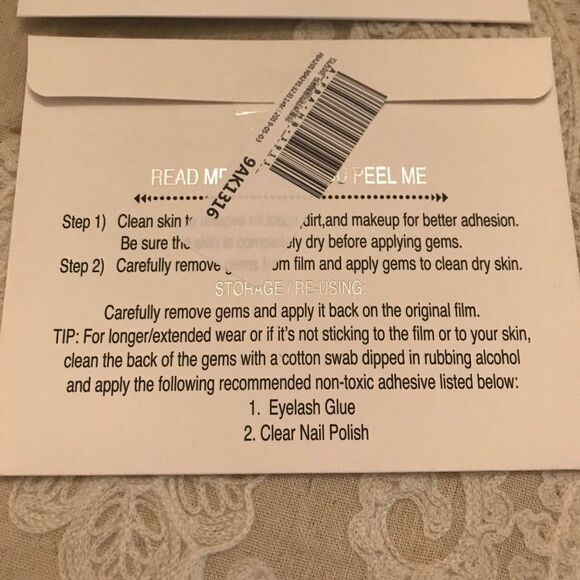 9AK1316
READ ME PEEL ME
Step 1) Clean skin to remove oil,lotion,dirt,and makeup for better adhesion.
Be sure the skin is completely dry before applying gems.
Step 2) Carefully remove gems from film and apply gems to clean dry skin.
STORAGE / RE-USING:
Carefully remove gems and apply it back on the original film.
TIP: For longer/extended wear or if it's not sticking to the film or to your skin,
clean the back of the gems with a cotton swab dipped in rubbing alcohol
and apply the following recommended non-toxic adhesive listed below:
1. Eyelash Glue
2. Clear Nail Polish